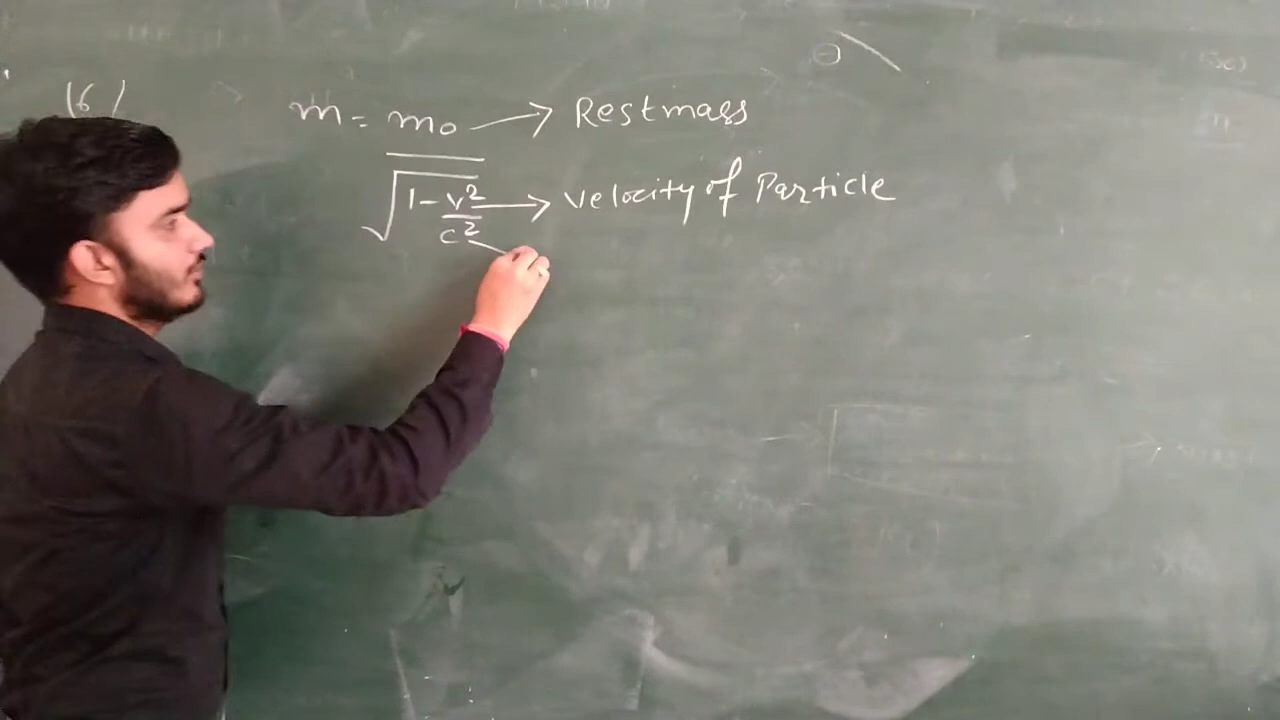 (6)
m = m₀ → Restmass
√1 - v²/c² → velocity of Particle